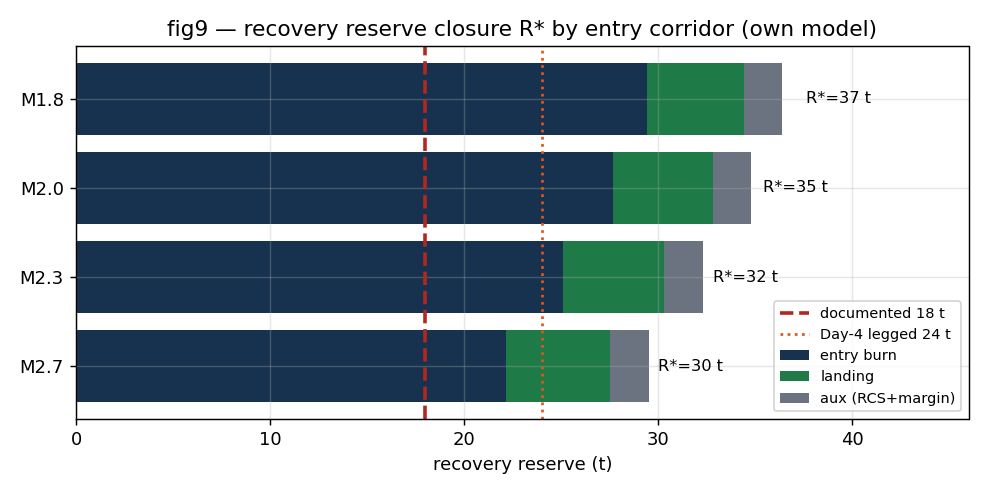 fig9 — recovery reserve closure R* by entry corridor (own model)
M1.8
R*=37 t
M2.0
R*=35 t
M2.3
R*=32 t
M2.7
R*=30 t
documented 18 t
Day-4 legged 24 t
entry burn
landing
aux (RCS+margin)
0
10
20
30
40
recovery reserve (t)